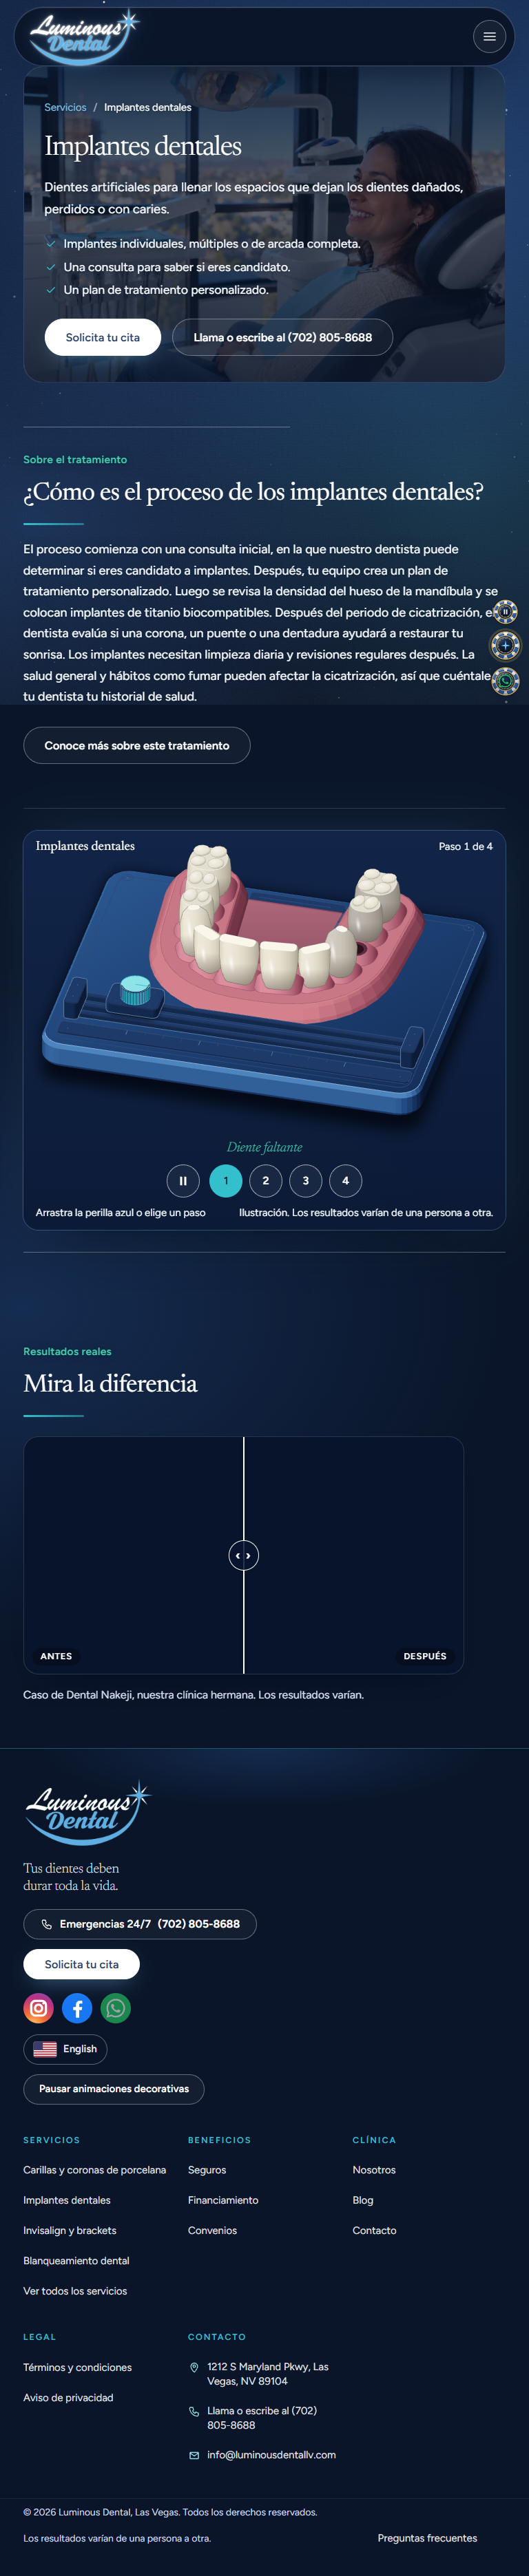 Luminous
Dental
Servicios / Implantes dentales
Implantes dentales
Dientes artificiales para llenar los espacios que dejan los dientes dañados,
perdidos o con caries.
Implantes individuales, múltiples o de arcada completa.
Una consulta para saber si eres candidato.
Un plan de tratamiento personalizado.
Solicita tu cita
Llama o escribe al (702) 805-8688
Sobre el tratamiento
¿Cómo es el proceso de los implantes dentales?
El proceso comienza con una consulta inicial, en la que nuestro dentista puede
determinar si eres candidato a implantes. Después, tu equipo crea un plan de
tratamiento personalizado. Luego se revisa la densidad del hueso de la mandíbula y se
colocan implantes de titanio biocompatibles. Después del periodo de cicatrización, e
dentista evalúa si una corona, un puente o una dentadura ayudará a restaurar tu
sonrisa. Los implantes necesitan limpieza diaria y revisiones regulares después. La
salud general y hábitos como fumar pueden afectar la cicatrización, así que cuéntale
tu dentista tu historial de salud.
Conoce más sobre este tratamiento
Implantes dentales
Paso 1 de 4
Diente faltante
1
2
3
4
Arrastra la perilla azul o elige un paso
Ilustración. Los resultados varían de una persona a otra.
Resultados reales
Mira la diferencia
ANTES
DESPUÉS
Caso de Dental Nakeji, nuestra clínica hermana. Los resultados varían.
Luminous
Dental
Tus dientes deben
durar toda la vida.
Emergencias 24/7 (702) 805-8688
Solicita tu cita
English
Pausar animaciones decorativas
SERVICIOS
Carillas y coronas de porcelana
Implantes dentales
Invisalign y brackets
Blanqueamiento dental
Ver todos los servicios
BENEFICIOS
Seguros
Financiamiento
Convenios
CLÍNICA
Nosotros
Blog
Contacto
LEGAL
Términos y condiciones
Aviso de privacidad
CONTACTO
1212 S Maryland Pkwy, Las
Vegas, NV 89104
Llama o escribe al (702)
805-8688
info@luminousdentallv.com
© 2026 Luminous Dental, Las Vegas. Todos los derechos reservados.
Los resultados varían de una persona a otra.
Preguntas frecuentes